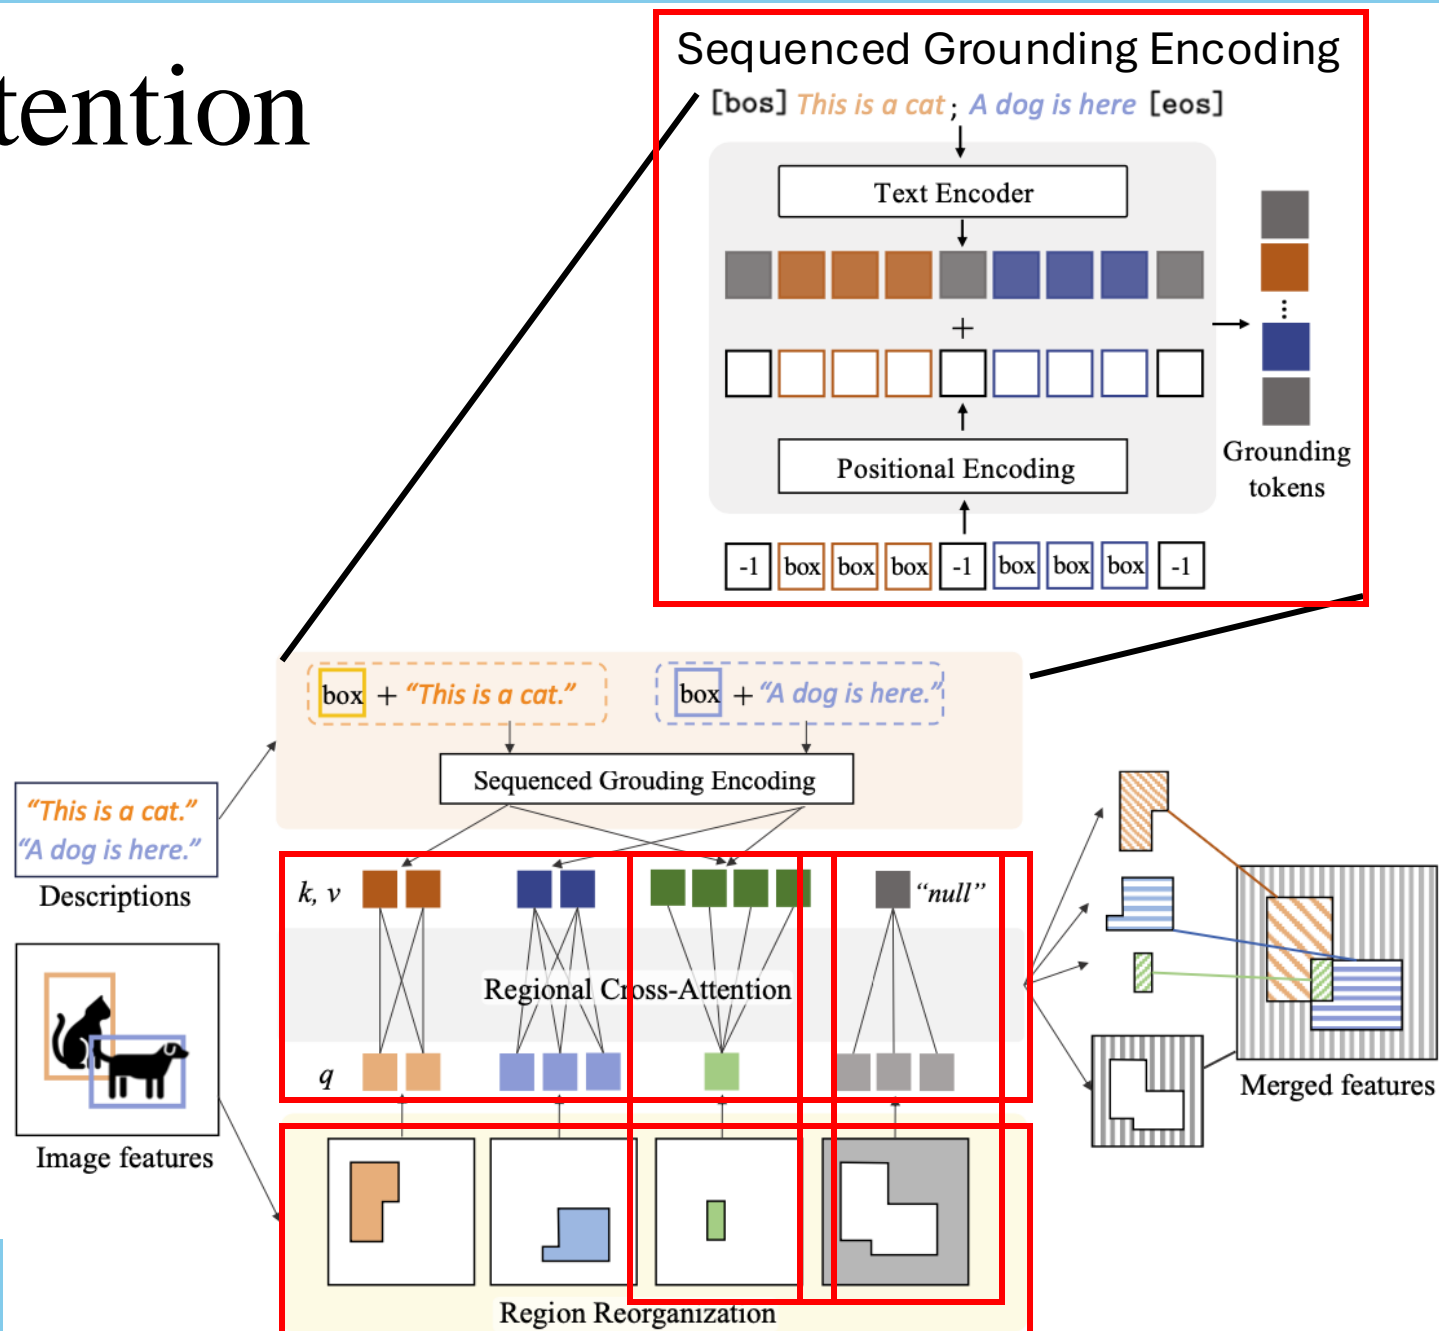 tention
Sequenced Grounding Encoding
[bos] This is a cat ; A dog is here [eos]
Text Encoder
+
Positional Encoding
Grounding
tokens
-1 box box box -1 box box box -1
box + “This is a cat.”
box + “A dog is here.”
Sequenced Grouding Encoding
“This is a cat.”
“A dog is here.”
Descriptions
k, v
“null”
Regional Cross-Attention
q
Image features
Merged features
Region Reorganization